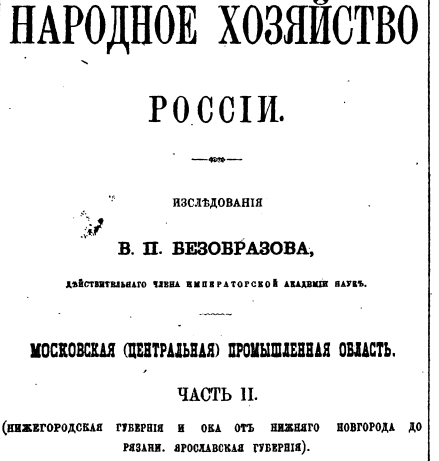 НАРОДНОЕ ХОЗЯЙСТВО
РОССІИ.
ИЗСЛѢДОВАНІЯ
В. П. БЕЗОБРАЗОВА,
ДѢЙСТВИТЕЛЬНАГО ЧЛЕНА ИМПЕРАТОРСКОЙ АКАДЕМІИ НАУКЪ.
МОСКОВСКАЯ (ЦЕНТРАЛЬНАЯ) ПРОМЫШЛЕННАЯ ОБЛАСТЬ.
ЧАСТЬ II.
(НИЖЕГОРОДСКАЯ ГУБЕРНІЯ И ОКА ОТЪ НИЖНЯГО НОВГОРОДА ДО
РЯЗАНИ. ЯРОСЛАВСКАЯ ГУБЕРНІЯ).